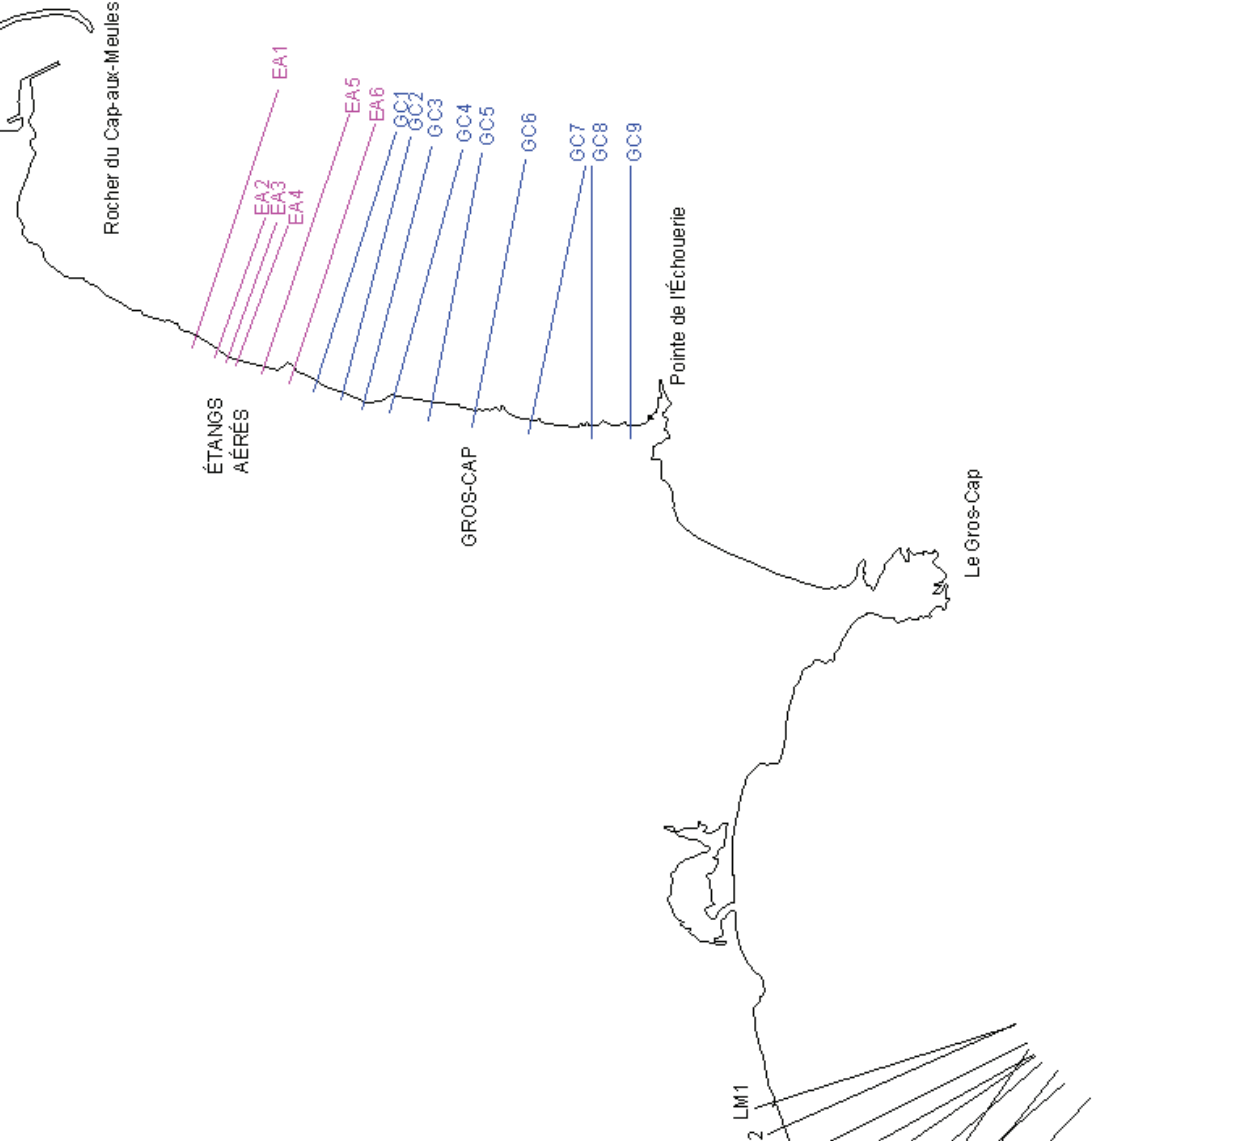 Rocher du Cap-aux-Meules
EA1
EA2
EA3
EA4
EA5
EA6
GC1
GC2
GC3
GC4
GC5
GC6
GC7
GC8
GC9
ÉTANGS
AÉRÉS
GROS-CAP
Pointe de l'Échouerie
Le Gros-Cap
LM1
2